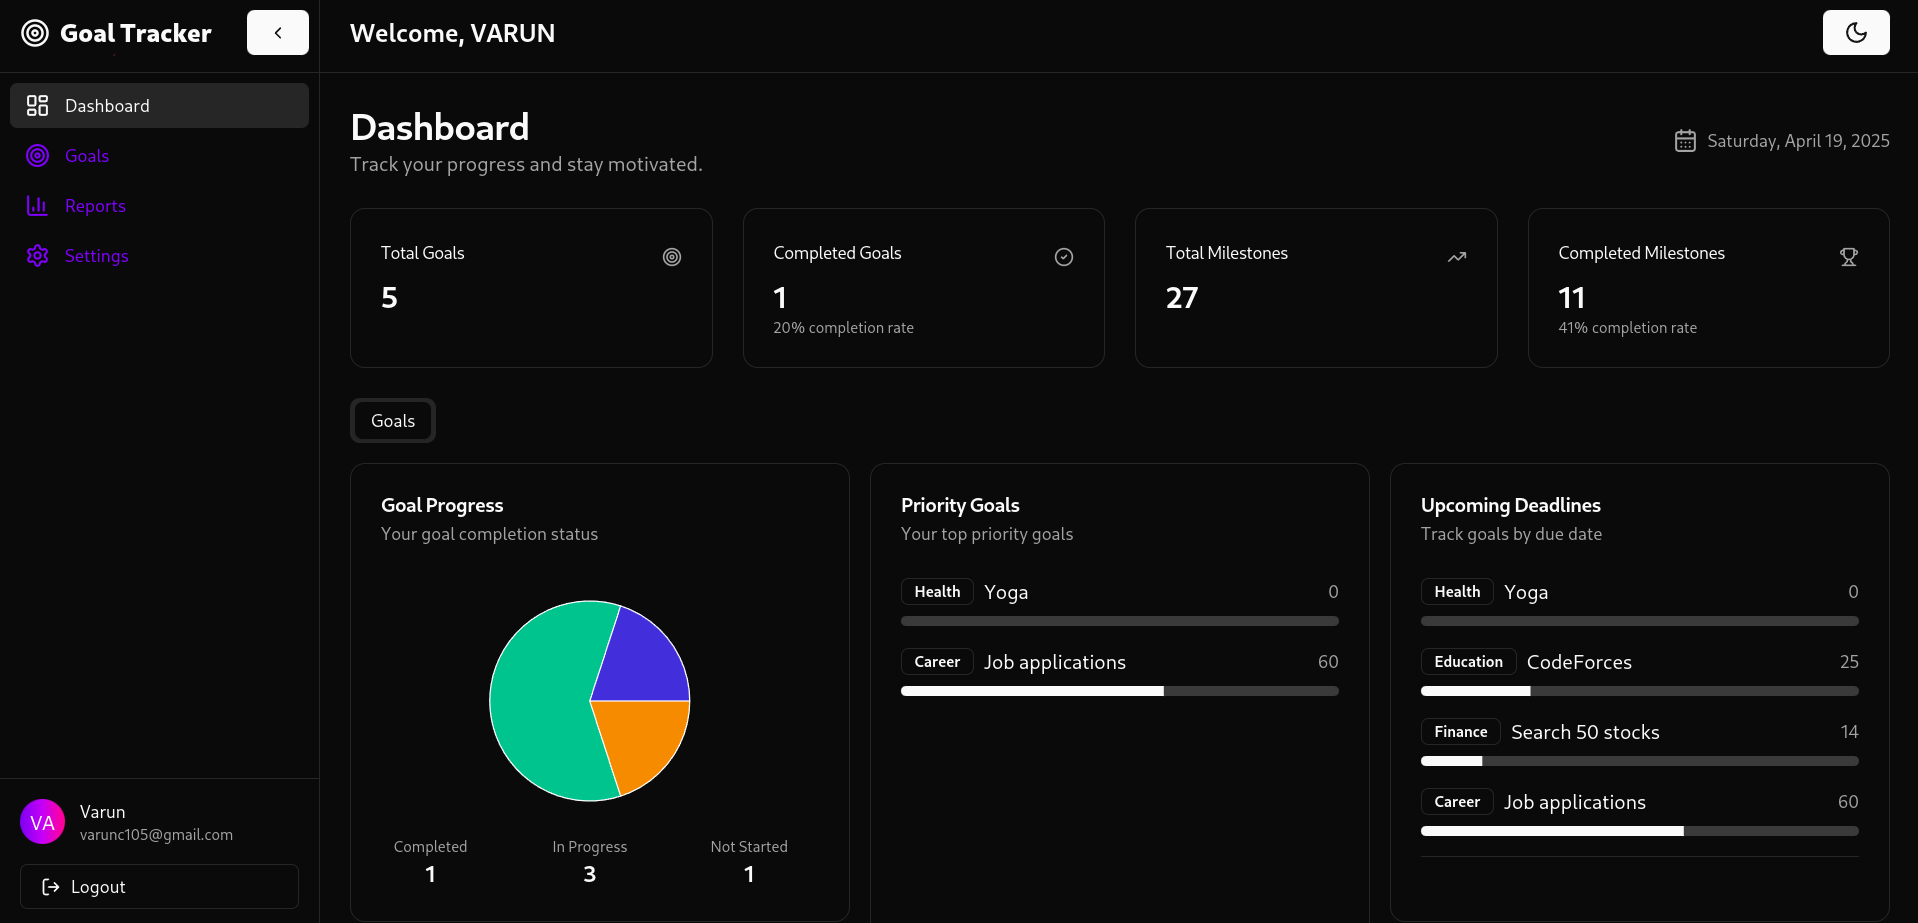 Goal Tracker
Welcome, VARUN
Dashboard
Goals
Reports
Settings
Dashboard
Track your progress and stay motivated.
Saturday, April 19, 2025
Total Goals
5
Completed Goals
1
20% completion rate
Total Milestones
27
Completed Milestones
11
41% completion rate
Goals
Goal Progress
Your goal completion status
Completed
1
In Progress
3
Not Started
1
Priority Goals
Your top priority goals
Health Yoga 0
Career Job applications 60
Upcoming Deadlines
Track goals by due date
Health Yoga 0
Education CodeForces 25
Finance Search 50 stocks 14
Career Job applications 60
VA
Varun
varunc105@gmail.com
Logout